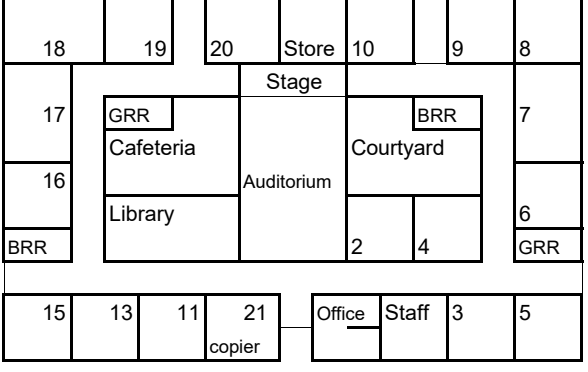 18 19 20 Store 10 9 8
Stage
17 GRR BRR 7
Cafeteria Courtyard
16 Auditorium
Library 6
BRR 2 4 GRR
15 13 11 21 Office Staff 3 5
copier